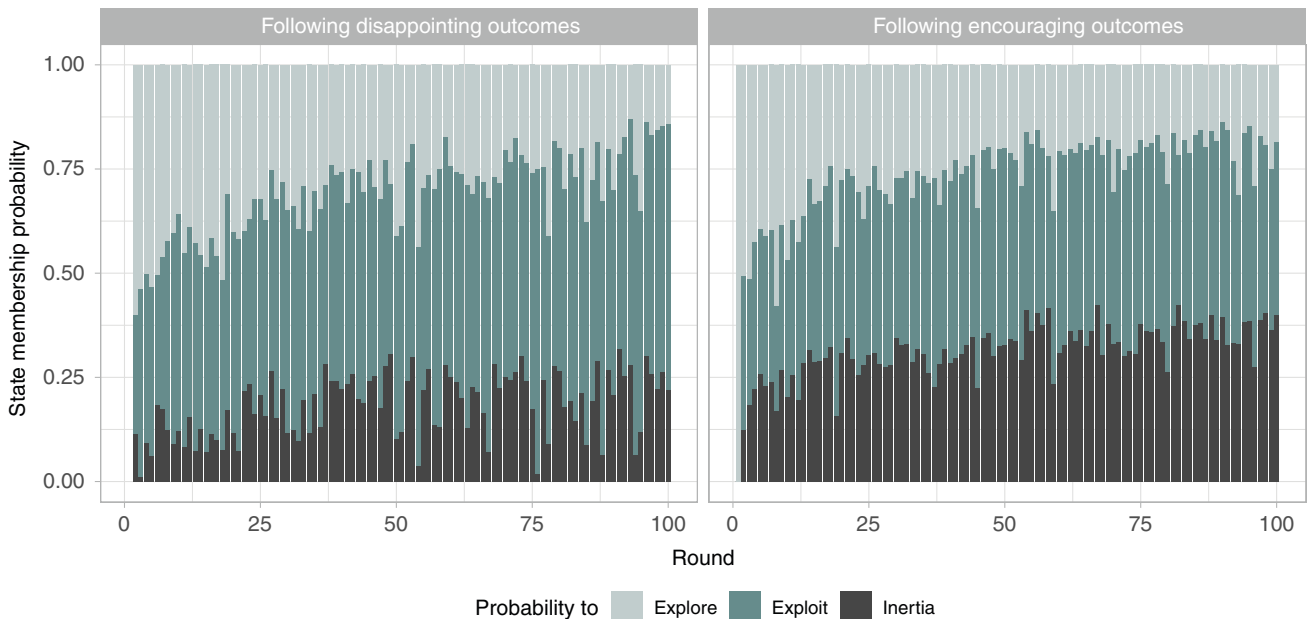 Following disappointing outcomes
Following encouraging outcomes
State membership probability
1.00
0.75
0.50
0.25
0.00
0 25 50 75 100
0 25 50 75 100
Round
Probability to Explore Exploit Inertia